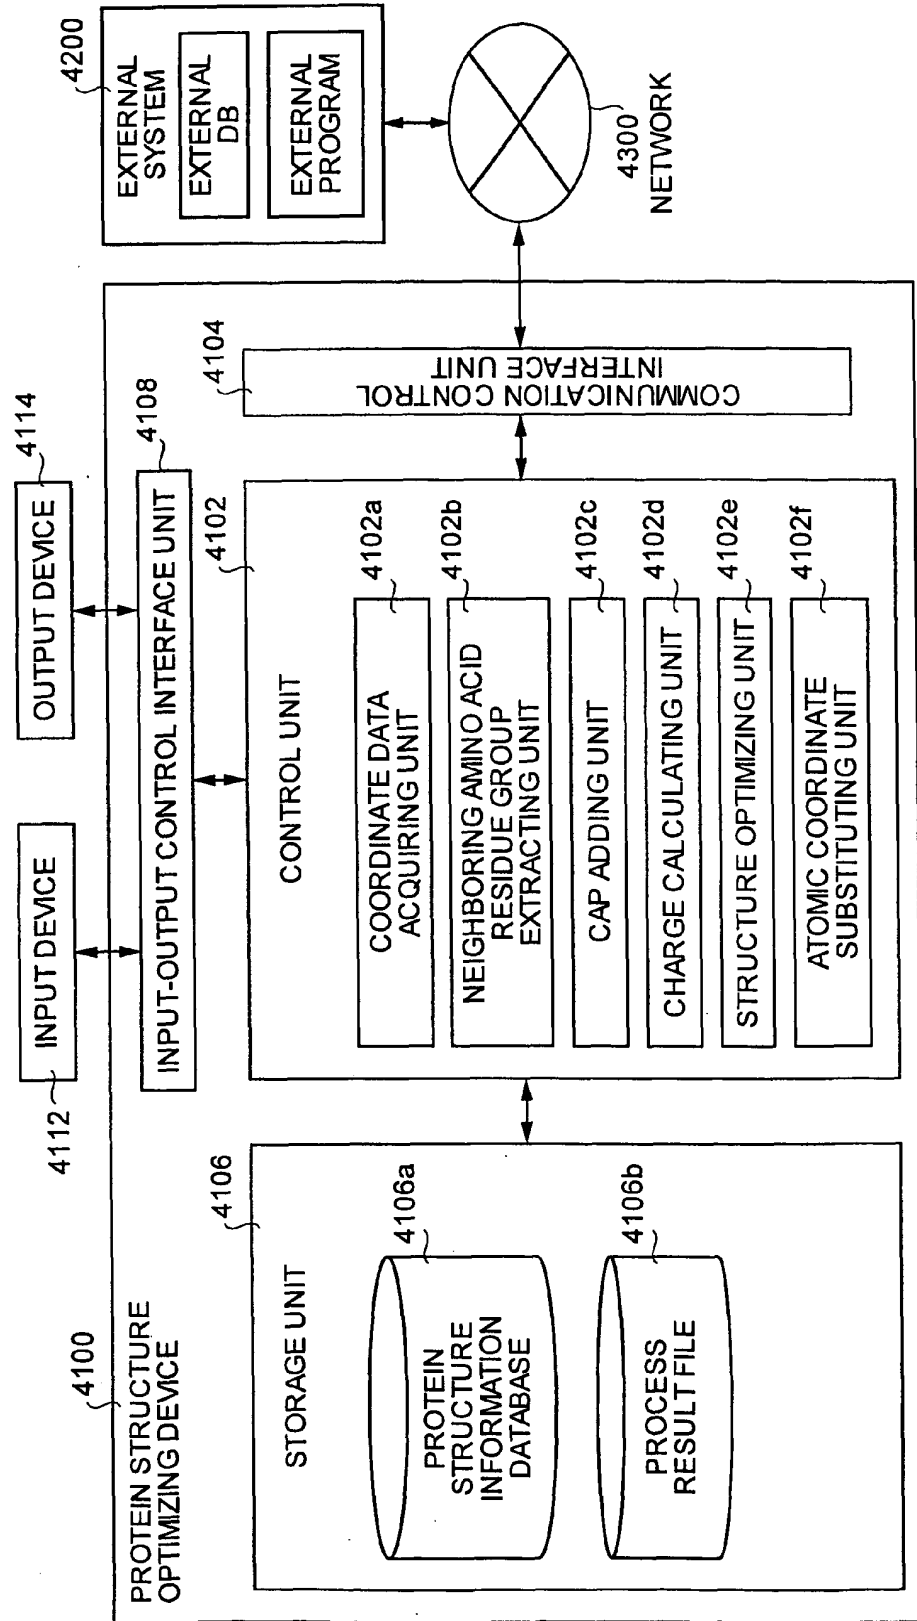 4100
PROTEIN STRUCTURE
OPTIMIZING DEVICE
4112
INPUT DEVICE
OUTPUT DEVICE
4114
INPUT-OUTPUT CONTROL INTERFACE UNIT
4108
4106
STORAGE UNIT
4106a
PROTEIN
STRUCTURE
INFORMATION
DATABASE
4106b
PROCESS
RESULT FILE
4102
CONTROL UNIT
COORDINATE DATA
ACQUIRING UNIT
4102a
NEIGHBORING AMINO ACID
RESIDUE GROUP
EXTRACTING UNIT
4102b
CAP ADDING UNIT
4102c
CHARGE CALCULATING UNIT
4102d
STRUCTURE OPTIMIZING UNIT
4102e
ATOMIC COORDINATE
SUBSTITUTING UNIT
4102f
4104
COMMUNICATION CONTROL
INTERFACE UNIT
4200
EXTERNAL
SYSTEM
EXTERNAL
DB
EXTERNAL
PROGRAM
4300
NETWORK